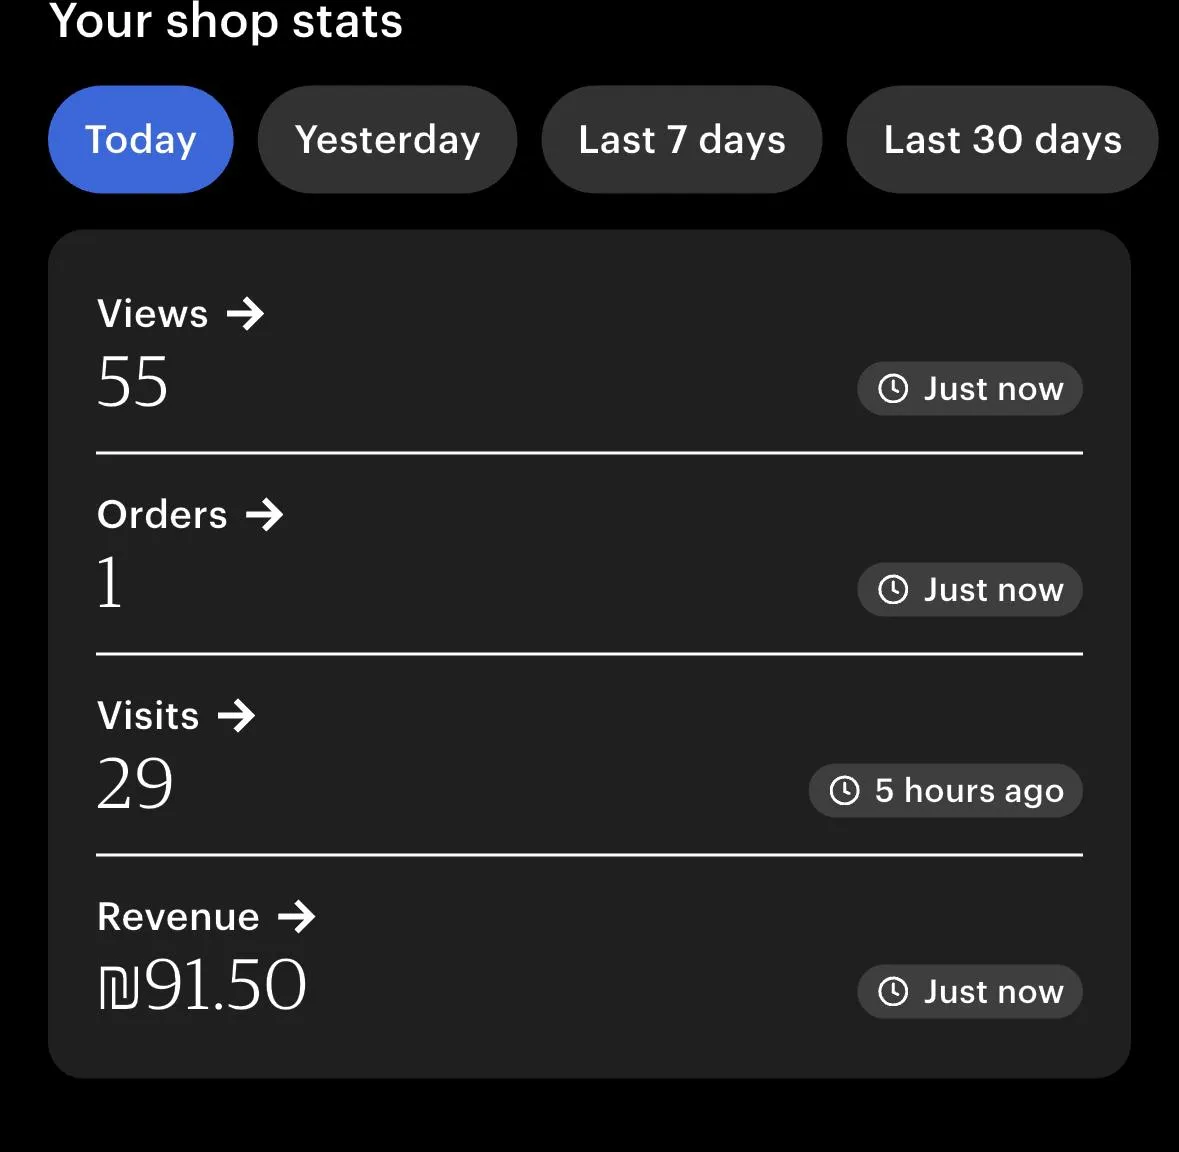 Your shop stats
Today Yesterday Last 7 days Last 30 days
Views →
55
Just now
Orders →
1
Just now
Visits →
29
5 hours ago
Revenue →
₪91.50
Just now